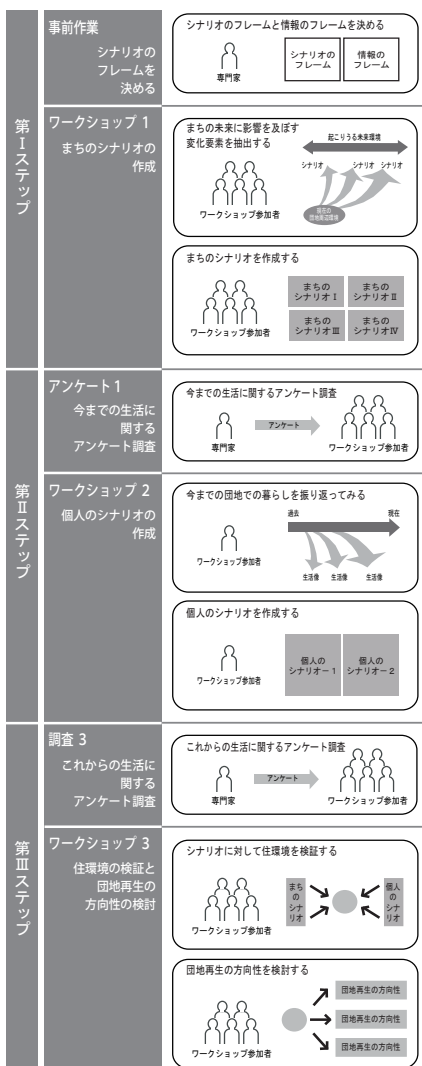 第Ⅰステップ
事前作業
シナリオの
フレームを
決める
シナリオのフレームと情報のフレームを決める
専門家
シナリオの
フレーム
情報の
フレーム
ワークショップ 1
まちのシナリオの
作成
まちの未来に影響を及ぼす
変化要素を抽出する
ワークショップ参加者
起こりうる未来環境
シナリオ シナリオ シナリオ
現在の
団地周辺環境
まちのシナリオを作成する
ワークショップ参加者
まちの
シナリオⅠ
まちの
シナリオⅡ
まちの
シナリオⅢ
まちの
シナリオⅣ
第Ⅱステップ
アンケート 1
今までの生活に
関する
アンケート調査
今までの生活に関するアンケート調査
専門家
アンケート
ワークショップ参加者
ワークショップ 2
個人のシナリオの
作成
今までの団地での暮らしを振り返ってみる
ワークショップ参加者
過去 現在
生活像 生活像 生活像
個人のシナリオを作成する
ワークショップ参加者
個人の
シナリオー 1
個人の
シナリオー 2
第Ⅲステップ
調査 3
これからの生活に
関する
アンケート調査
これからの生活に関するアンケート調査
専門家
アンケート
ワークショップ参加者
ワークショップ 3
住環境の検証と
団地再生の
方向性の検討
シナリオに対して住環境を検証する
ワークショップ参加者
まち
の
シナ
リオ
個人
の
シナ
リオ
団地再生の方向性を検討する
ワークショップ参加者
団地再生の方向性
団地再生の方向性
団地再生の方向性